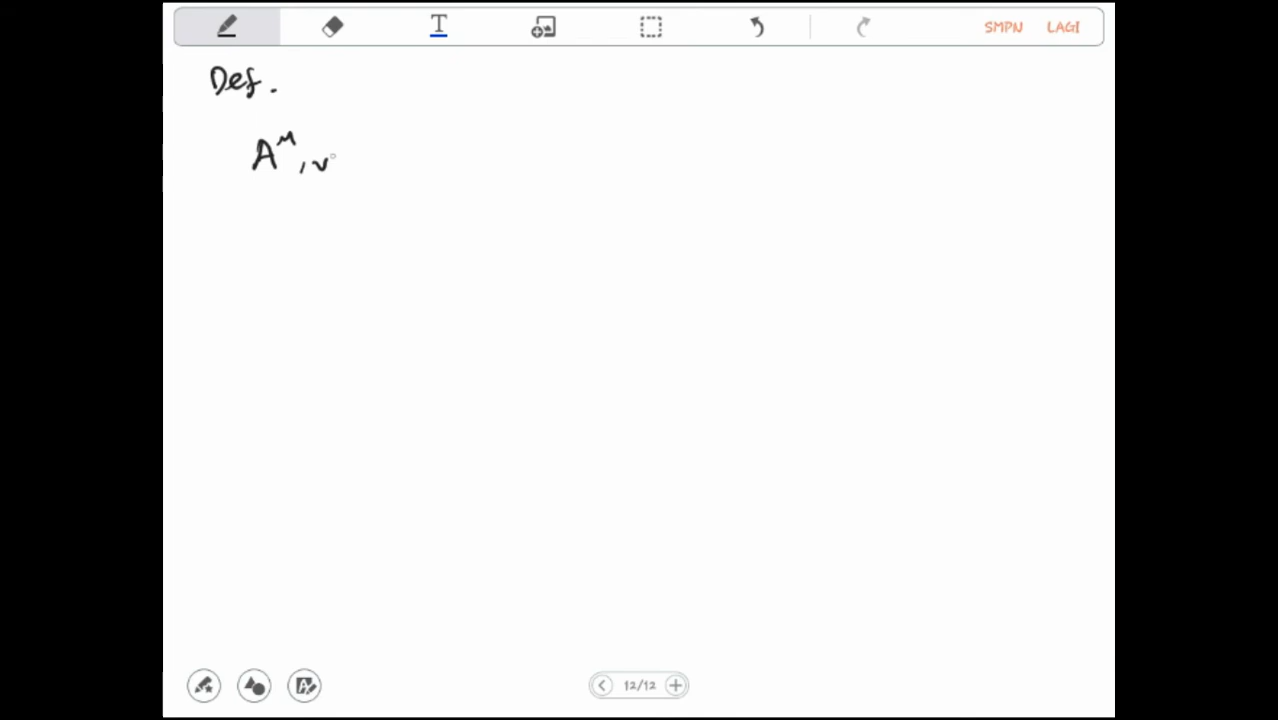 T SMPN LAGI
Def.
A^μ,ν
A
12/12